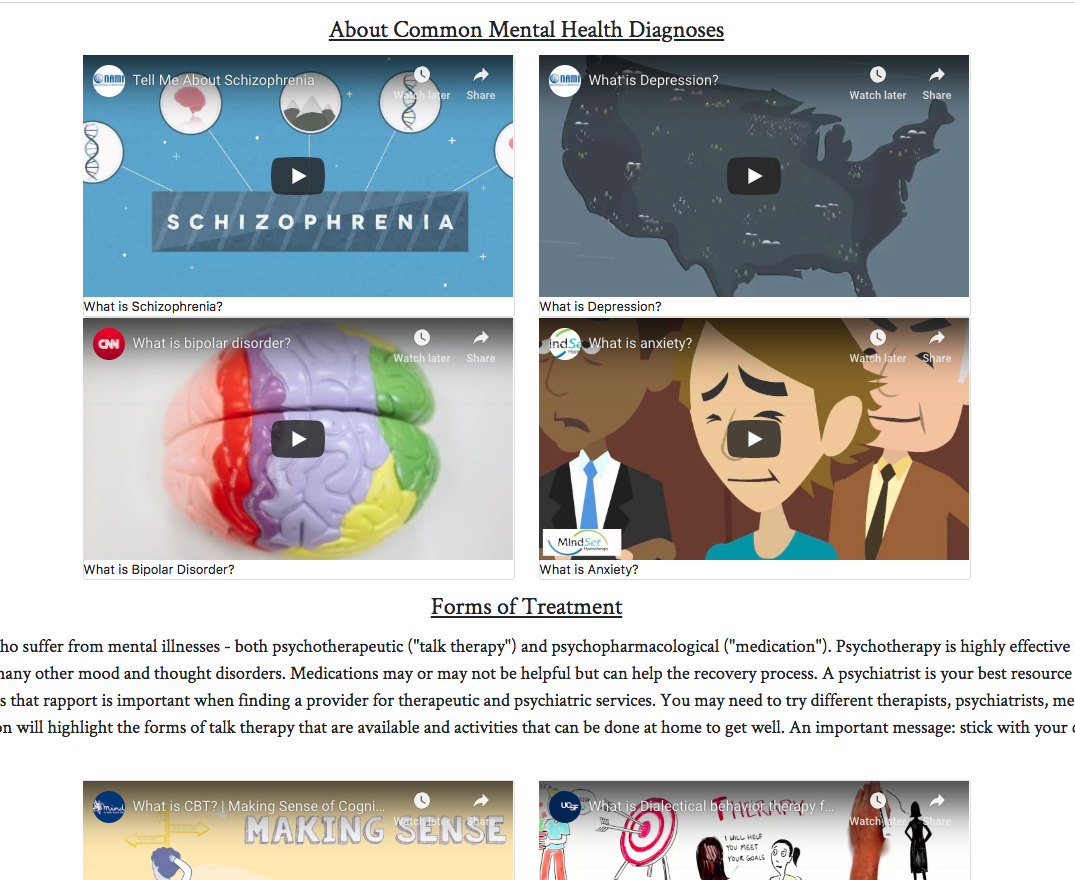 About Common Mental Health Diagnoses
NAMI Tell Me About Schizophrenia
Watch later Share
SCHIZOPHRENIA
What is Schizophrenia?
NAMI What is Depression?
Watch later Share
What is Depression?
CNN What is bipolar disorder?
Watch later Share
What is Bipolar Disorder?
What is anxiety?
Watch later Share
MindSet
What is Anxiety?
Forms of Treatment
ho suffer from mental illnesses - both psychotherapeutic ("talk therapy") and psychopharmacological ("medication"). Psychotherapy is highly effective
many other mood and thought disorders. Medications may or may not be helpful but can help the recovery process. A psychiatrist is your best resource
s that rapport is important when finding a provider for therapeutic and psychiatric services. You may need to try different therapists, psychiatrists, me
on will highlight the forms of talk therapy that are available and activities that can be done at home to get well. An important message: stick with your
mind What is CBT? | Making Sense of Cogni...
Watch later Share
MAKING SENSE
UCSF What is Dialectical behavior therapy f...
Watch later Share
THERAPY
I WILL HELP
YOU MEET
YOUR GOALS